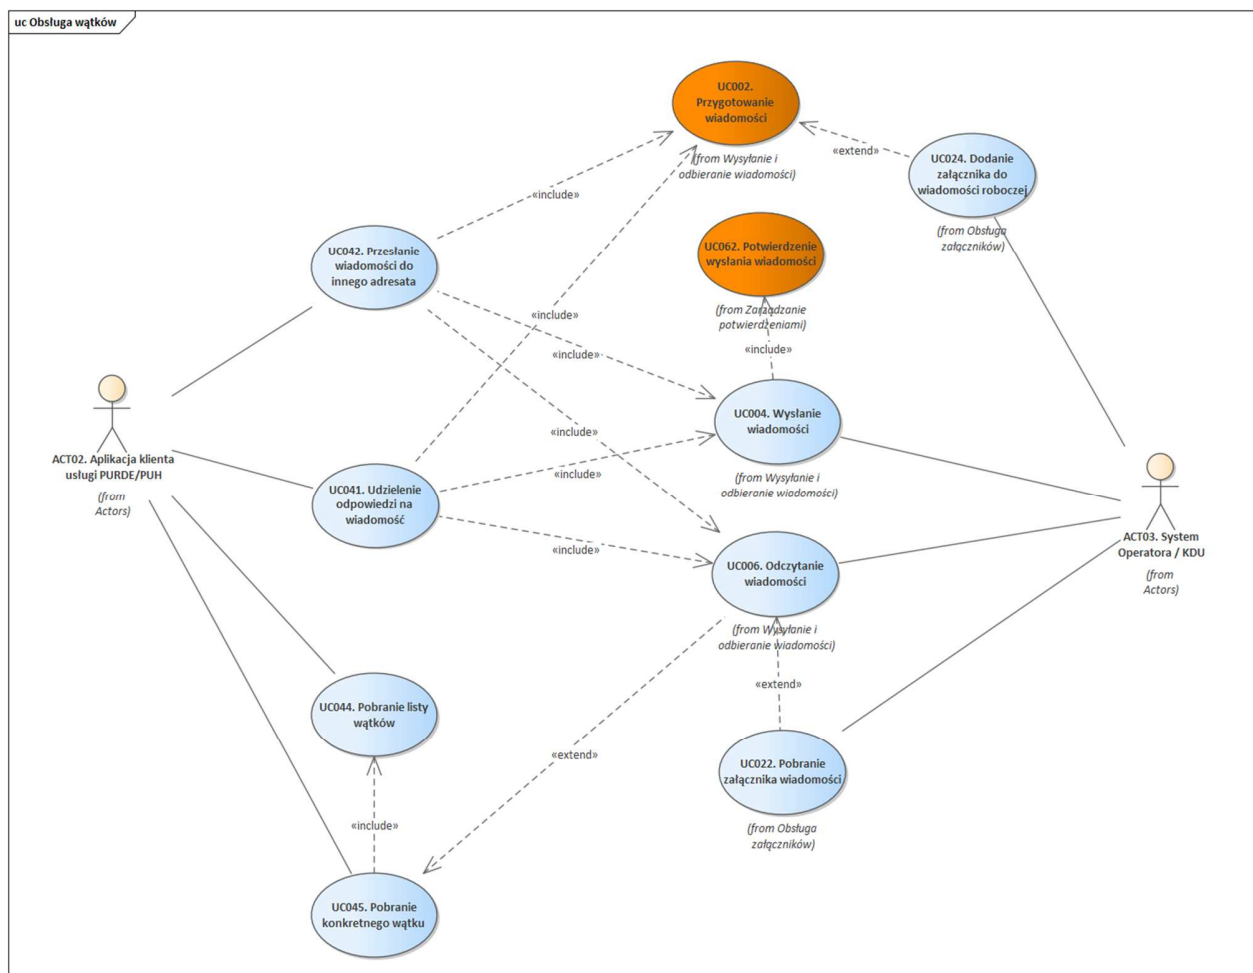 uc Obsługa wątków
UC002.
Przygotowanie
wiadomości
(from Wysyłanie i
odbieranie wiadomości)
«extend»
UC024. Dodanie
załącznika do
wiadomości roboczej
(from Obsługa
załączników)
«include»
UC042. Przesłanie
wiadomości do
innego adresata
UC062. Potwierdzenie
wysłania wiadomości
(from Zarządzanie
potwierdzeniami)
«include»
«include»
«include»
UC004. Wysłanie
wiadomości
(from Wysyłanie i
odbieranie wiadomości)
ACT02. Aplikacja klienta
usługi PURDE/PUH
(from
Actors)
«include»
«include»
UC041. Udzielenie
odpowiedzi na
wiadomość
«include»
UC006. Odczytanie
wiadomości
(from Wysyłanie i
odbieranie wiadomości)
ACT03. System
Operatora / KDU
(from
Actors)
«extend»
UC044. Pobranie listy
wątków
«extend»
UC022. Pobranie
załącznika wiadomości
(from Obsługa
załączników)
«include»
UC045. Pobranie
konkretnego wątku